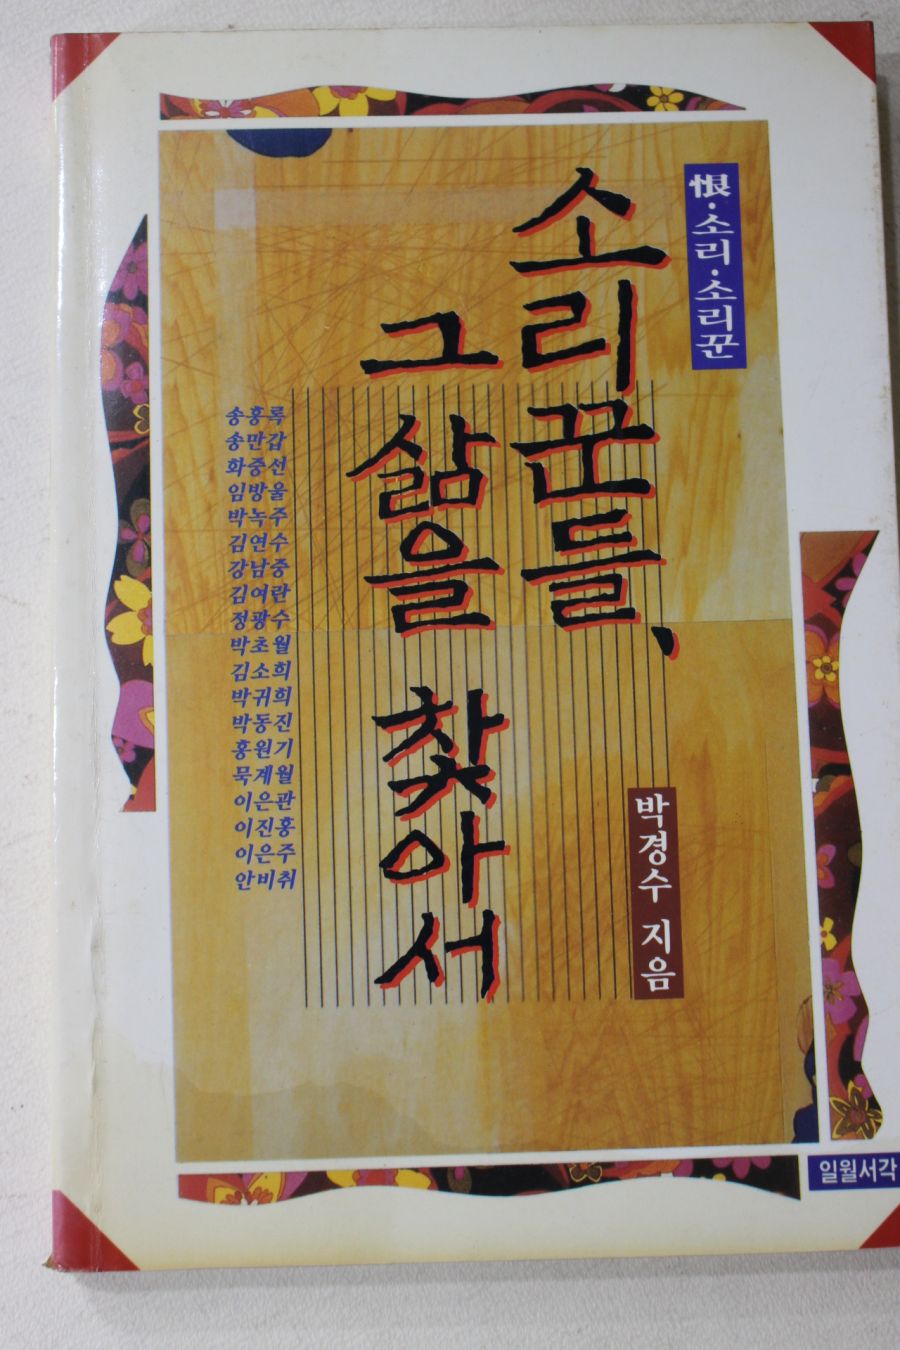 恨·소리·소리꾼
소리꾼들,
그 삶을 찾아서
송흥록
송만갑
화중선
임방울
박녹주
김연수
강남중
김여란
정광수
박초월
김소희
박귀희
박동진
홍원기
묵계월
이은관
이진홍
이은주
안비취
박경수 지음
일월서각